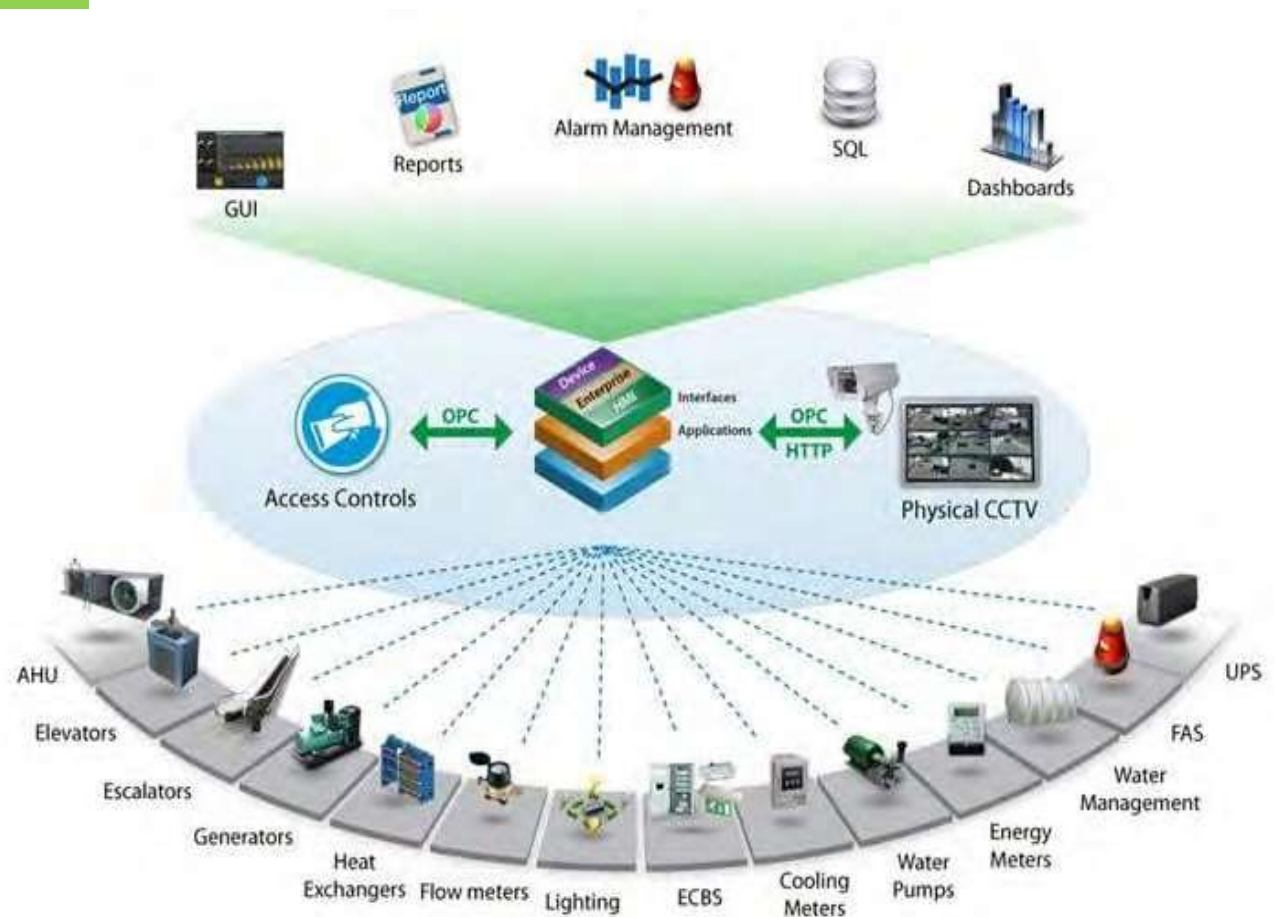 Report
Alarm Management
Reports
SQL
Dashboards
GUI
Device
Enterprise
HMI
Interfaces
Applications
OPC
OPC
HTTP
Access Controls
Physical CCTV
AHU
Elevators
Escalators
Generators
Heat
Exchangers
Flow meters
Lighting
ECBS
Cooling
Meters
Water
Pumps
Energy
Meters
Water
Management
FAS
UPS